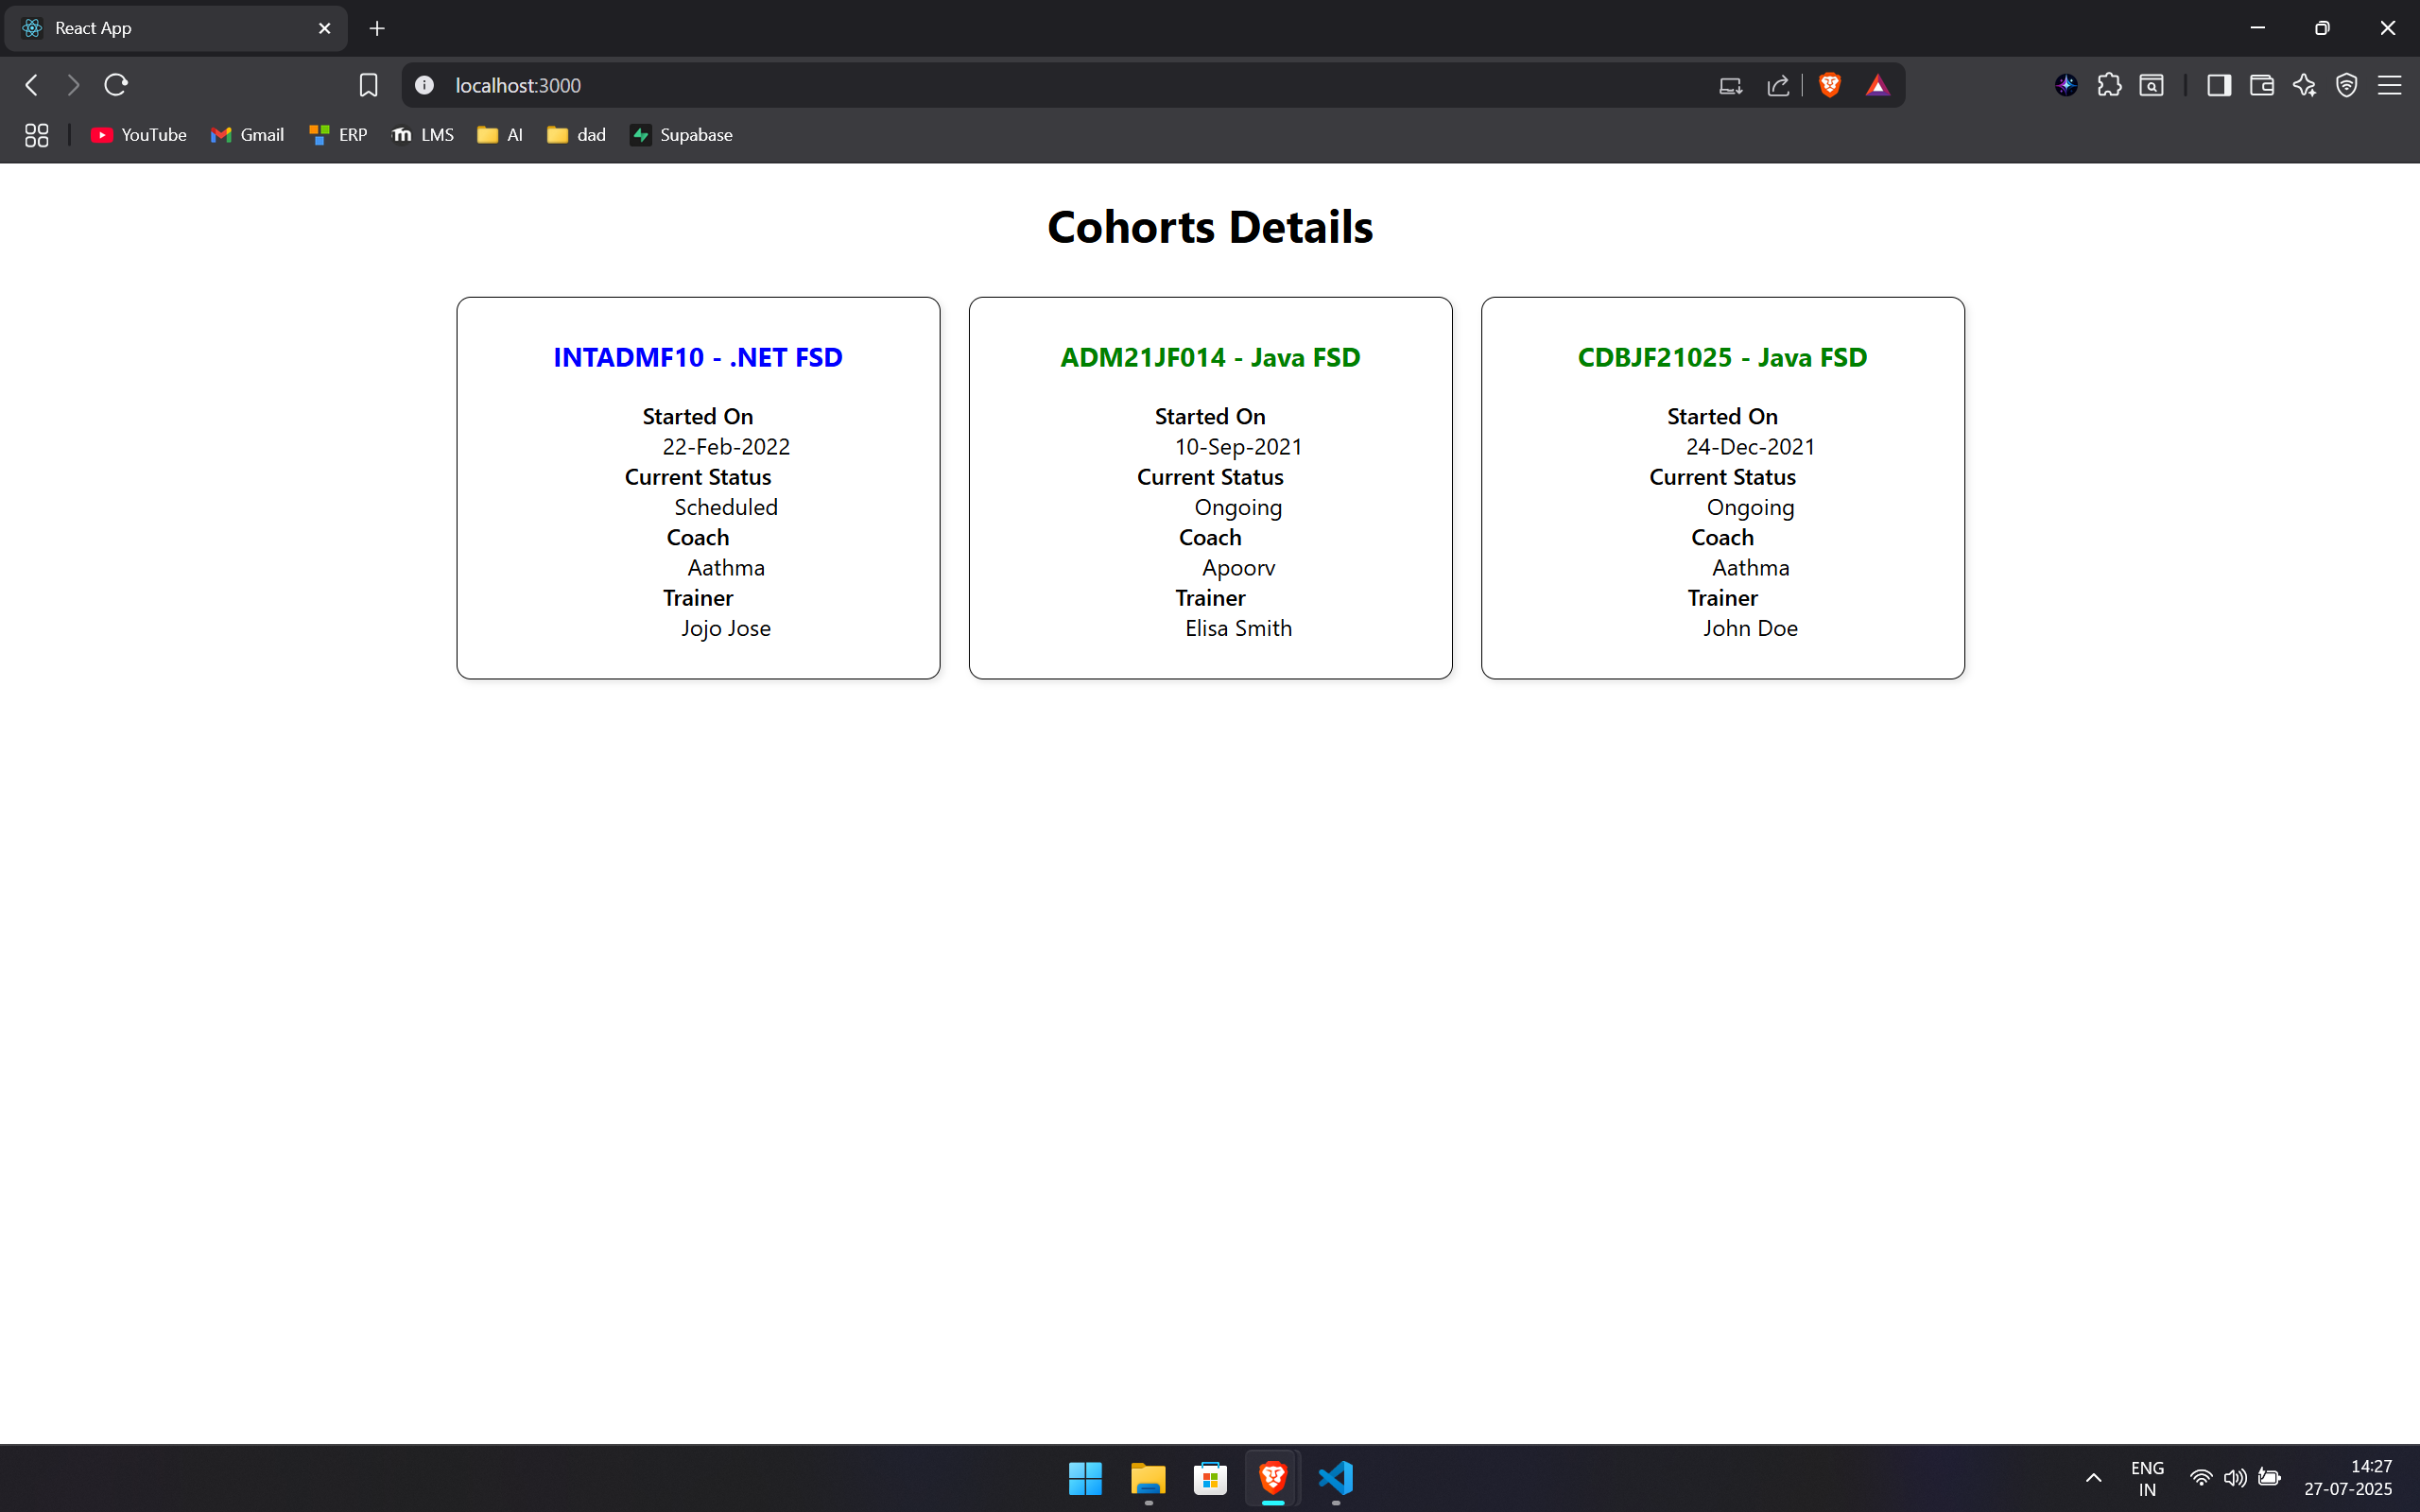 React App
localhost:3000
YouTube
Gmail
ERP
LMS
AI
dad
Supabase
Cohorts Details
INTADMF10 - .NET FSD
Started On
22-Feb-2022
Current Status
Scheduled
Coach
Aathma
Trainer
Jojo Jose
ADM21JF014 - Java FSD
Started On
10-Sep-2021
Current Status
Ongoing
Coach
Apoorv
Trainer
Elisa Smith
CDBJF21025 - Java FSD
Started On
24-Dec-2021
Current Status
Ongoing
Coach
Aathma
Trainer
John Doe
ENG
IN
14:27
27-07-2025